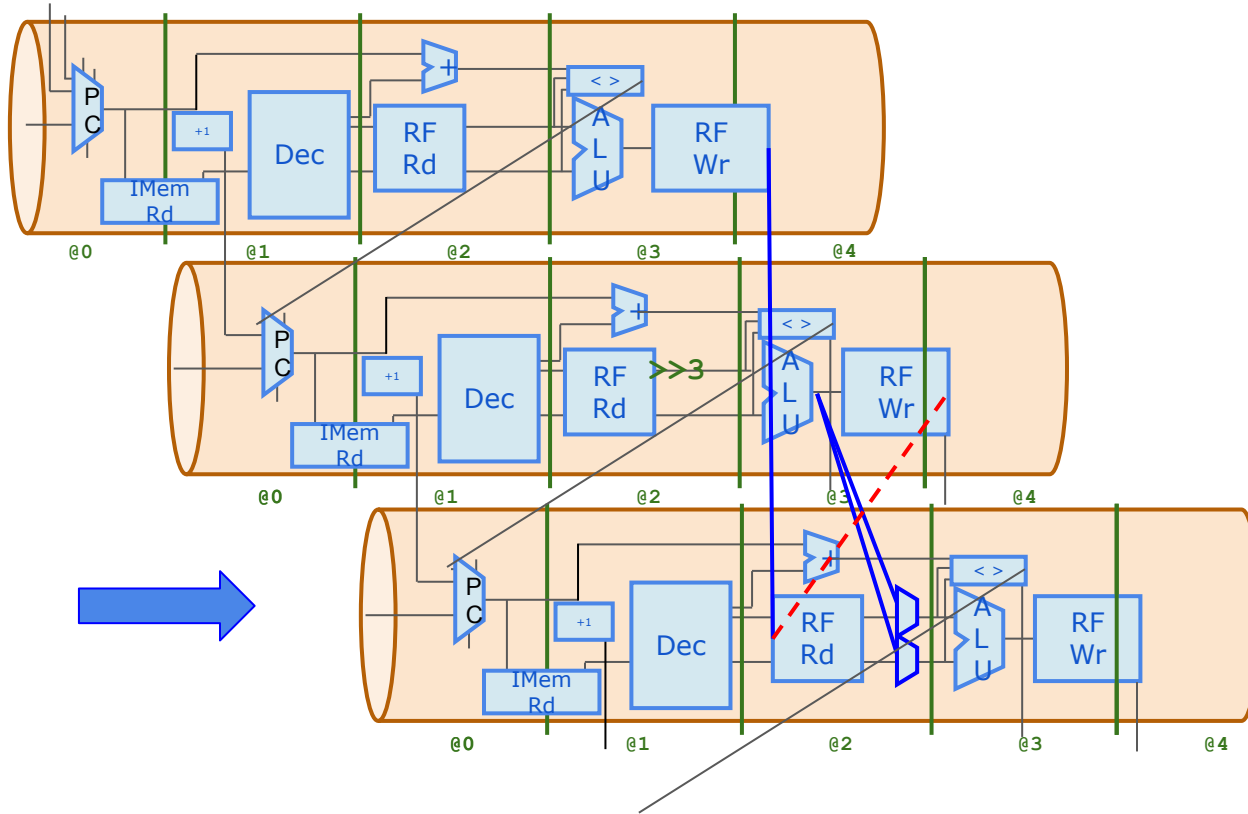 P
C
+1
IMem
Rd
Dec
RF
Rd
+
< >
A
L
U
RF
Wr
@0
@1
@2
@3
@4
P
C
+1
IMem
Rd
Dec
RF
Rd
>>3
+
< >
A
L
U
RF
Wr
@0
@1
@2
@3
@4
P
C
+1
IMem
Rd
Dec
RF
Rd
+
< >
A
L
U
RF
Wr
@0
@1
@2
@3
@4